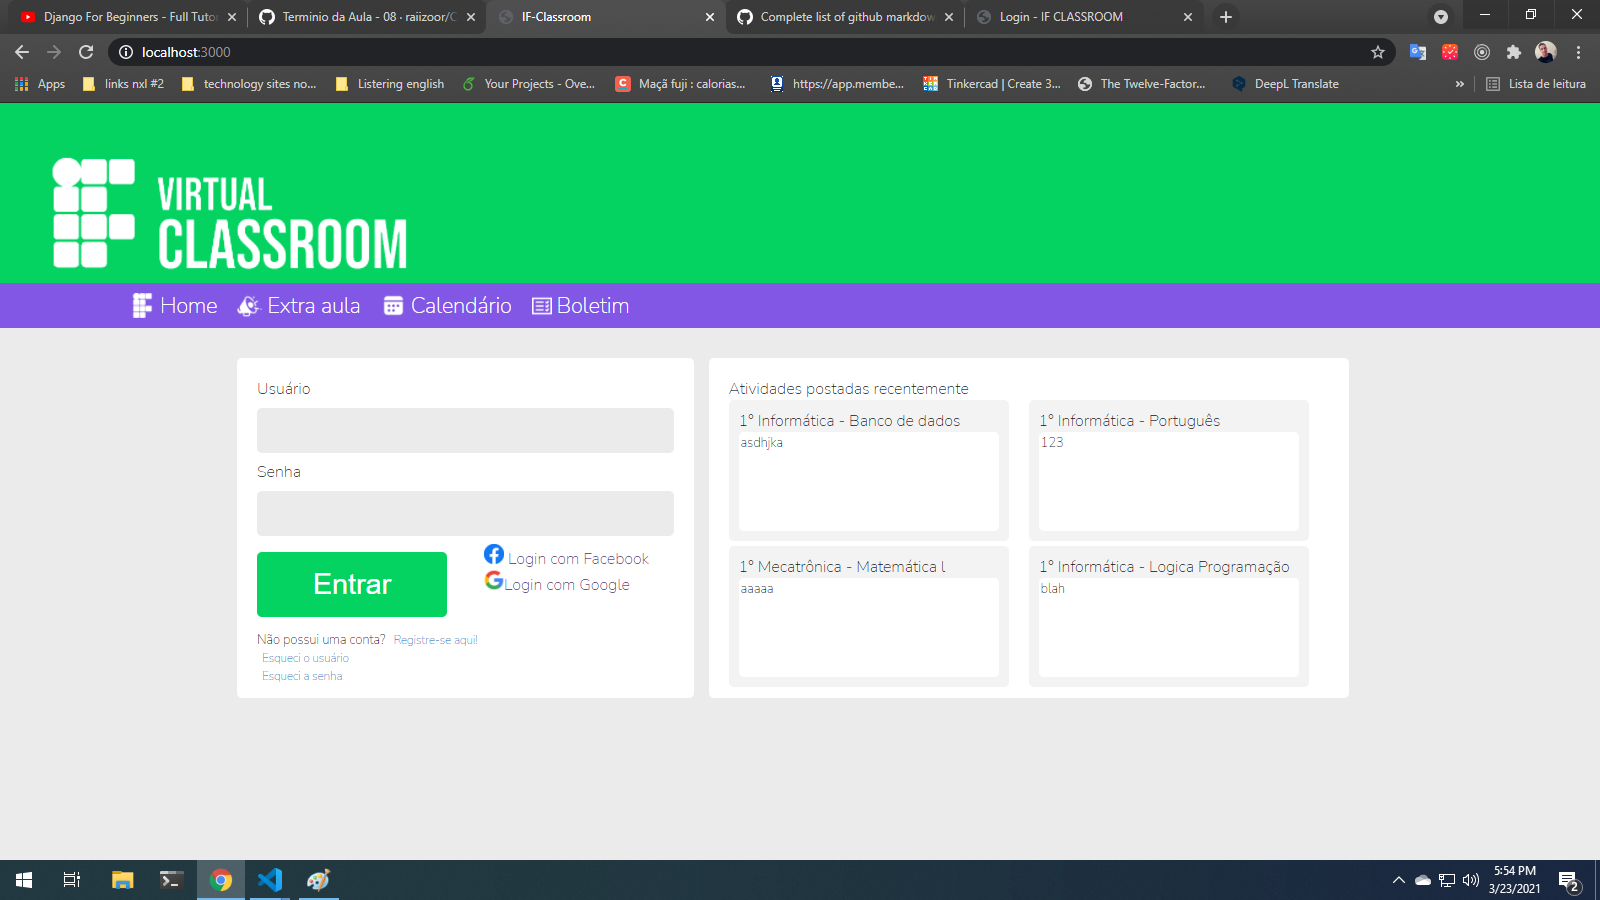 Django For Beginners - Full Tutor
Terminio da Aula - 08 · raiizoor/C
IF-Classroom
Complete list of github markdow
Login - IF CLASSROOM
localhost:3000
Apps
links nxl #2
technology sites no...
Listering english
Your Projects - Ove...
Maçã fuji : calorias...
https://app.membe...
Tinkercad | Create 3...
The Twelve-Factor...
DeepL Translate
»
Lista de leitura
VIRTUAL
CLASSROOM
Home
Extra aula
Calendário
Boletim
Usuário
Senha
Entrar
Login com Facebook
Login com Google
Não possui uma conta? Registre-se aqui!
Esqueci o usuário
Esqueci a senha
Atividades postadas recentemente
1° Informática - Banco de dados
asdhjka
1° Informática - Português
123
1° Mecatrônica - Matemática l
aaaaa
1° Informática - Logica Programação
blah
5:54 PM
3/23/2021
2